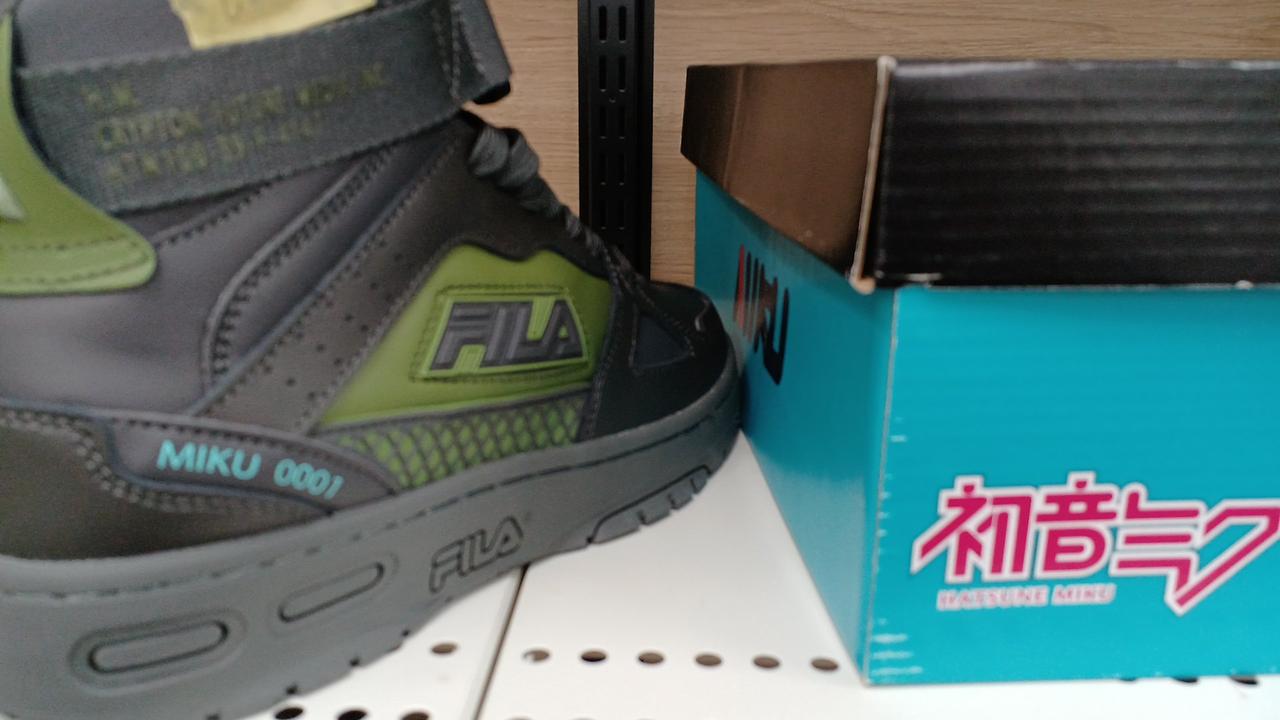 CRYPTON FUTURE MEDIA, INC
FILA
MIKU 0001
FILA
MIKU
初音ミク
HATSUNE MIKU